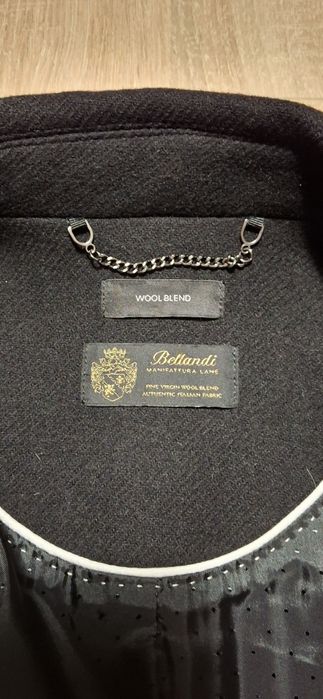 WOOL BLEND
Bellandi
MANIFATTURA LANE
FINE VIRGIN WOOL BLEND
AUTHENTIC ITALIAN FABRIC